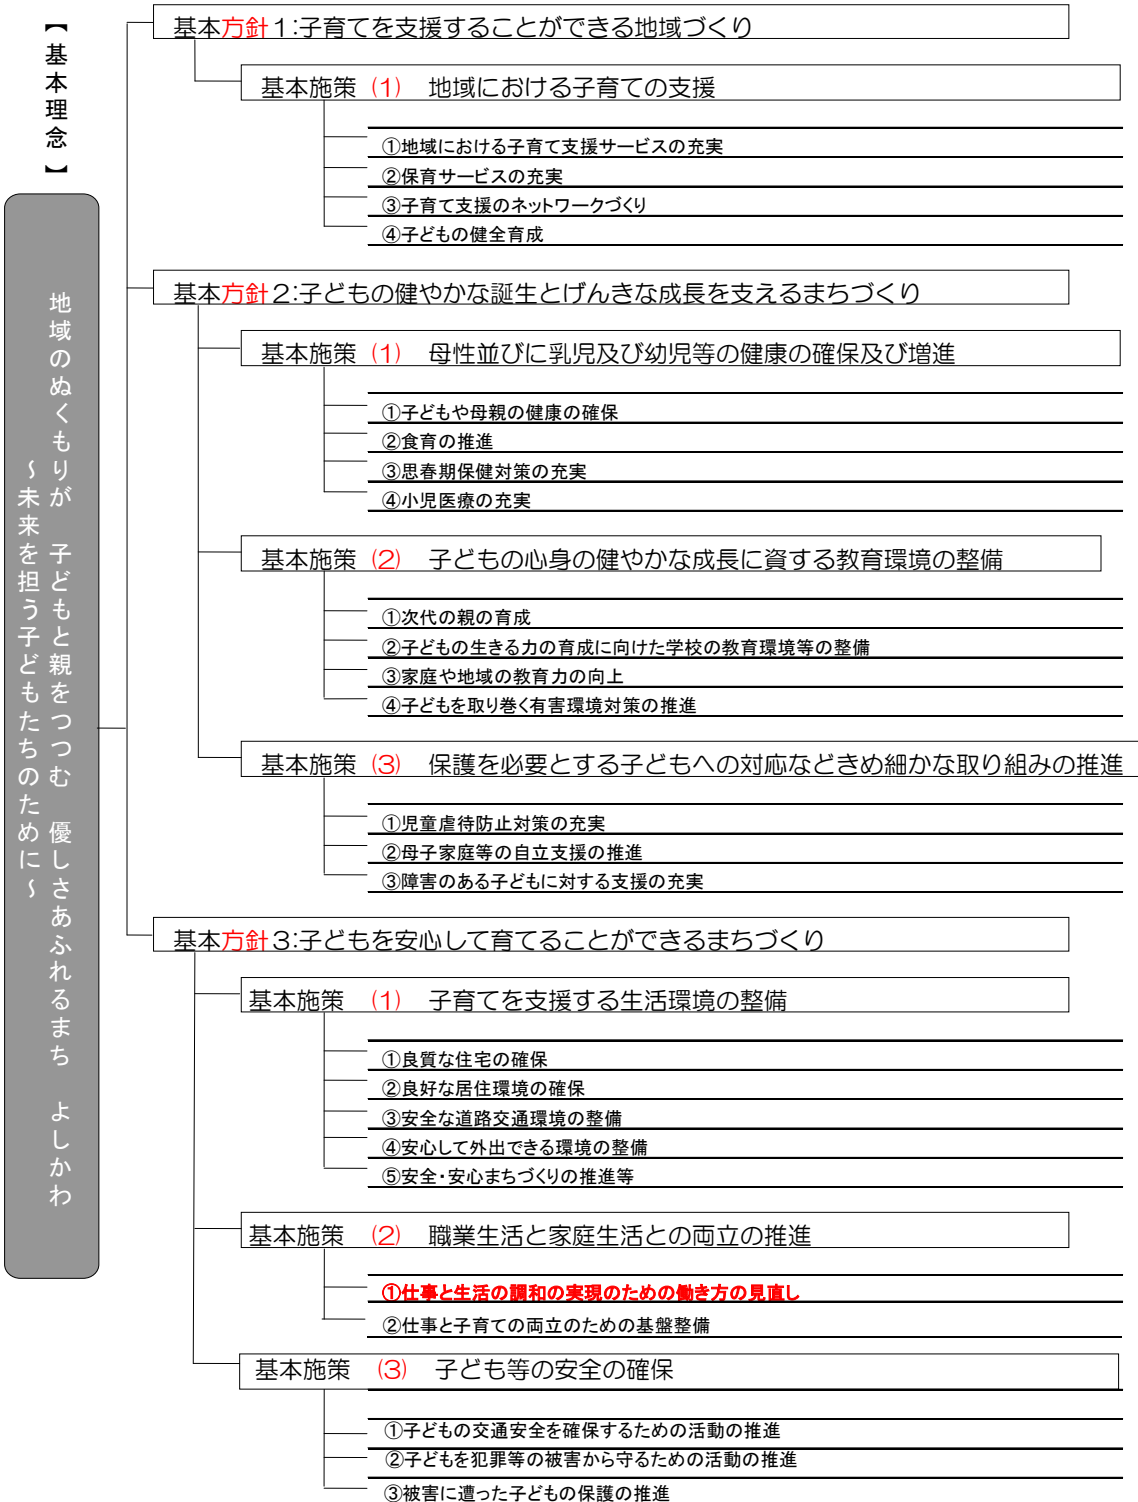 【基本理念】
地域のぬくもりが　子どもと親をつつむ　優しさあふれるまち　よしかわ
～未来を担う子どもたちのために～
基本方針１:子育てを支援することができる地域づくり
基本施策 (1) 地域における子育ての支援
①地域における子育て支援サービスの充実
②保育サービスの充実
③子育て支援のネットワークづくり
④子どもの健全育成
基本方針２:子どもの健やかな誕生とげんきな成長を支えるまちづくり
基本施策 (1) 母性並びに乳児及び幼児等の健康の確保及び増進
①子どもや母親の健康の確保
②食育の推進
③思春期保健対策の充実
④小児医療の充実
基本施策 (2) 子どもの心身の健やかな成長に資する教育環境の整備
①次代の親の育成
②子どもの生きる力の育成に向けた学校の教育環境等の整備
③家庭や地域の教育力の向上
④子どもを取り巻く有害環境対策の推進
基本施策 (3) 保護を必要とする子どもへの対応などきめ細かな取り組みの推進
①児童虐待防止対策の充実
②母子家庭等の自立支援の推進
③障害のある子どもに対する支援の充実
基本方針３:子どもを安心して育てることができるまちづくり
基本施策 (1) 子育てを支援する生活環境の整備
①良質な住宅の確保
②良好な居住環境の確保
③安全な道路交通環境の整備
④安心して外出できる環境の整備
⑤安全・安心まちづくりの推進等
基本施策 (2) 職業生活と家庭生活との両立の推進
①仕事と生活の調和の実現のための働き方の見直し
②仕事と子育ての両立のための基盤整備
基本施策 (3) 子ども等の安全の確保
①子どもの交通安全を確保するための活動の推進
②子どもを犯罪等の被害から守るための活動の推進
③被害に遭った子どもの保護の推進